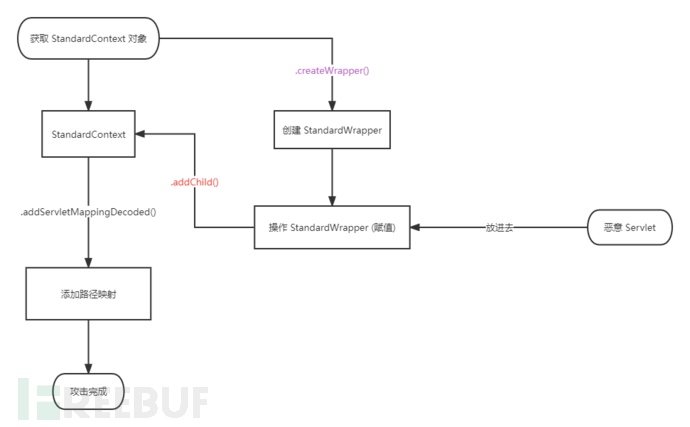 获取 StandardContext 对象
.createWrapper()
StandardContext
创建 StandardWrapper
.addChild()
.addServletMappingDecoded()
操作 StandardWrapper (赋值)
放进去
恶意 Servlet
添加路径映射
攻击完成
FREEBUF